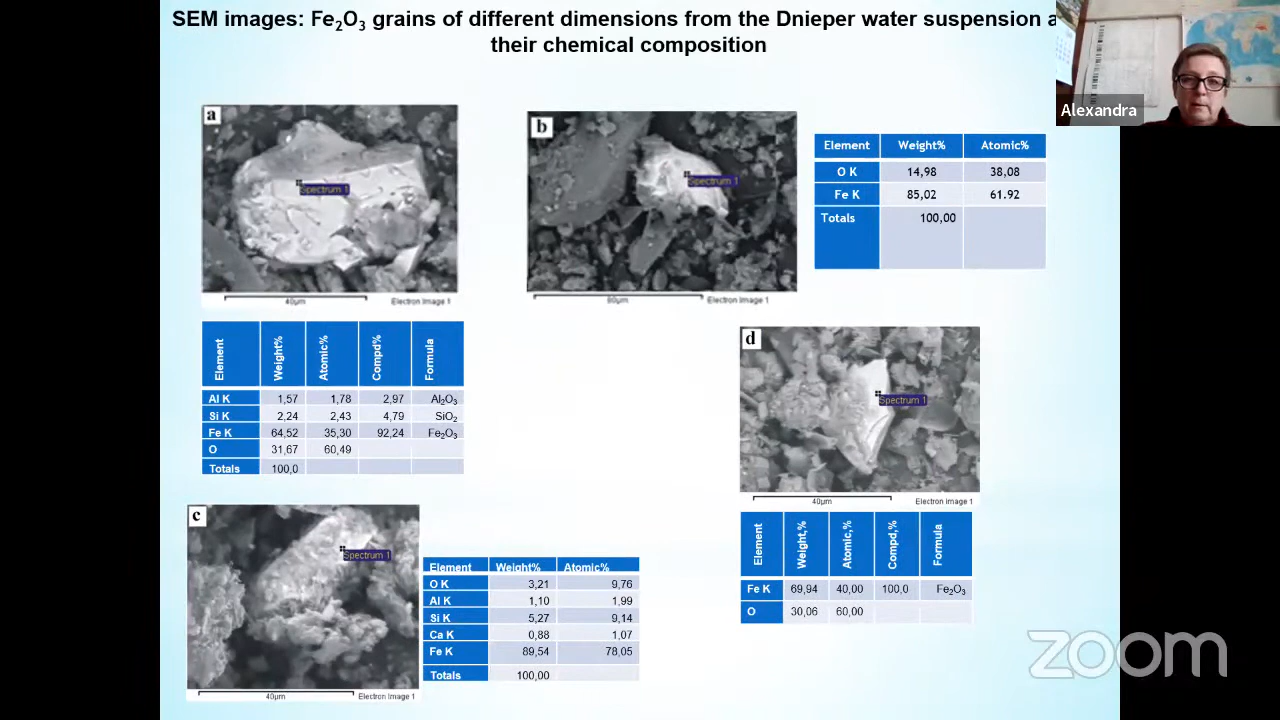 SEM images: Fe₂O₃ grains of different dimensions from the Dnieper water suspension a
their chemical composition
Alexandra
a
Spectrum 1
40μm Electron Image 1
b
Spectrum 1
80μm Electron Image 1
Element Weight% Atomic%
O K 14,98 38,08
Fe K 85,02 61.92
Totals 100,00
Element Weight% Atomic% Compd% Formula
Al K 1,57 1,78 2,97 Al₂O₃
Si K 2,24 2,43 4,79 SiO₂
Fe K 64,52 35,30 92,24 Fe₂O₃
O 31,67 60,49
Totals 100,0
d
Spectrum 1
40μm Electron Image 1
Element Weight,% Atomic,% Compd,% Formula
Fe K 69,94 40,00 100,0 Fe₂O₃
O 30,06 60,00
c
Spectrum 1
40μm Electron Image 1
Element Weight% Atomic%
O K 3,21 9,76
Al K 1,10 1,99
Si K 5,27 9,14
Ca K 0,88 1,07
Fe K 89,54 78,05
Totals 100,00
zoom